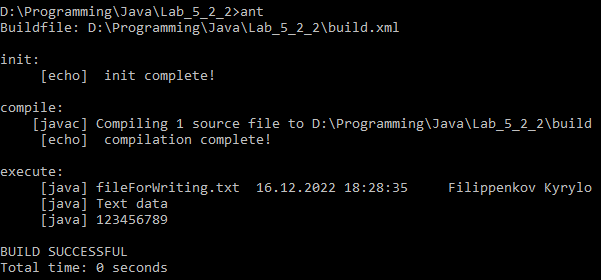 D:\Programming\Java\Lab_5_2_2>ant
Buildfile: D:\Programming\Java\Lab_5_2_2\build.xml
init:
[echo]  init complete!
compile:
[javac] Compiling 1 source file to D:\Programming\Java\Lab_5_2_2\build
[echo]  compilation complete!
execute:
[java] fileForWriting.txt  16.12.2022 18:28:35     Filippenkov Kyrylo
[java] Text data
[java] 123456789
BUILD SUCCESSFUL
Total time: 0 seconds